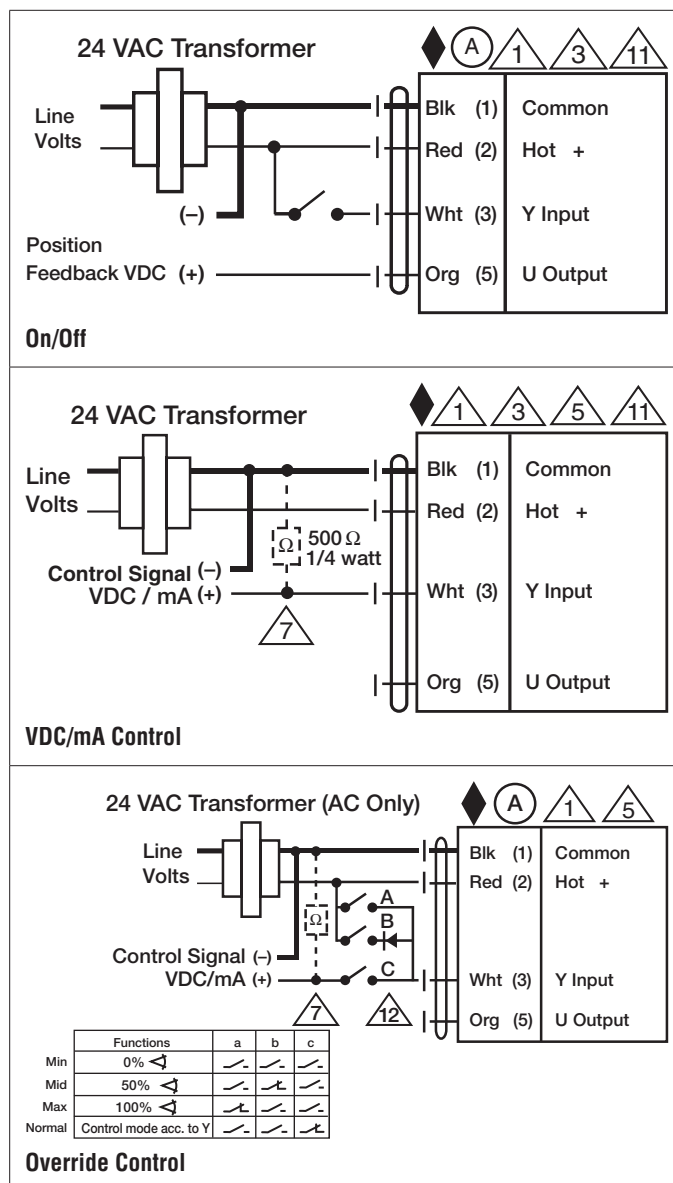 24 VAC Transformer
A 1 3 11
Line
Volts
Blk (1) Common
Red (2) Hot +
(–)
Wht (3) Y Input
Position
Feedback VDC (+)
Org (5) U Output
On/Off
24 VAC Transformer
1 3 5 11
Line
Volts
Blk (1) Common
Red (2) Hot +
Ω 500 Ω
1/4 watt
Control Signal (–)
VDC / mA (+)
Wht (3) Y Input
7
Org (5) U Output
VDC/mA Control
24 VAC Transformer (AC Only)
A 1 5
Line
Volts
Blk (1) Common
Red (2) Hot +
A
Ω
B
Control Signal (–)
C
VDC/mA (+)
Wht (3) Y Input
7 12
Org (5) U Output
Functions a b c
Min 0%
Mid 50%
Max 100%
Normal Control mode acc. to Y
Override Control